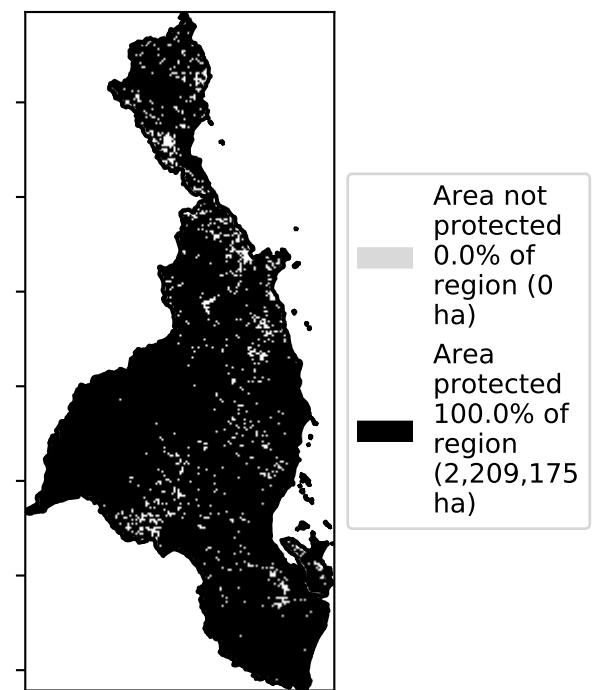 Area not
protected
0.0% of
region (0
ha)
Area
protected
100.0% of
region
(2,209,175
ha)